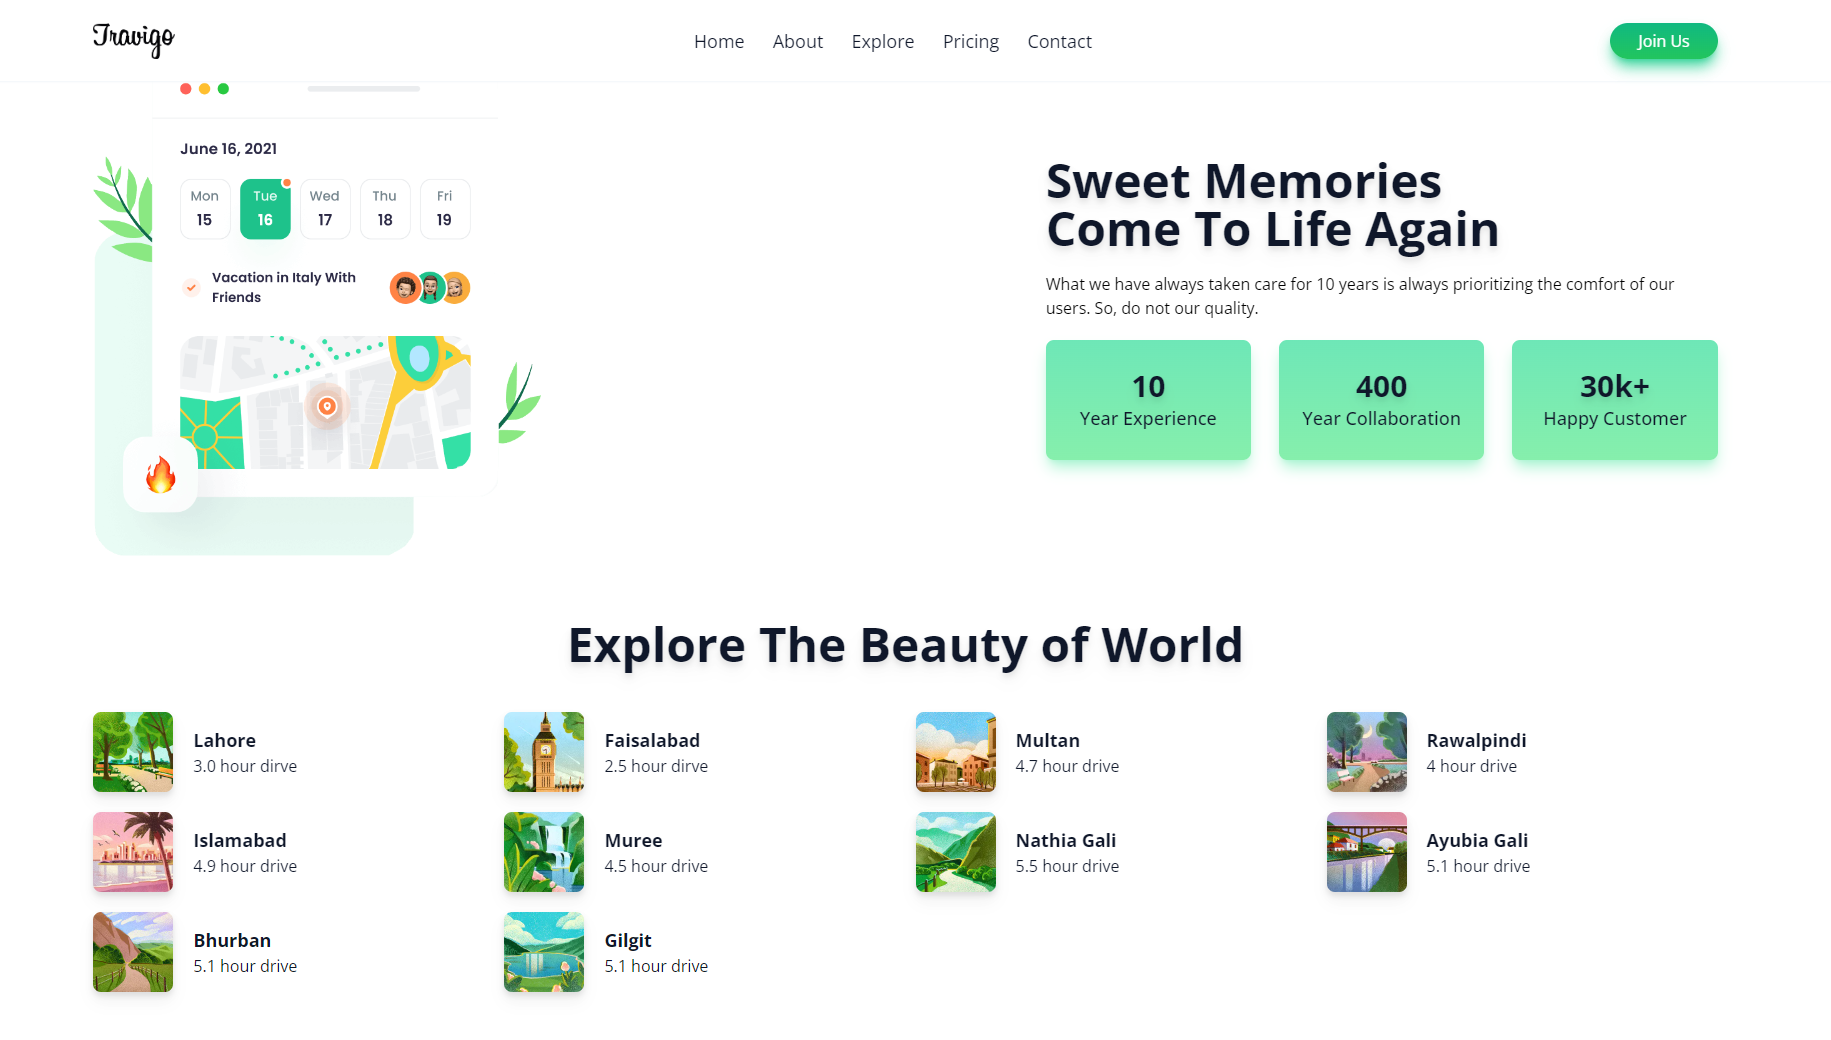 Travigo
Home About Explore Pricing Contact
Join Us
June 16, 2021
Mon Tue Wed Thu Fri
15 16 17 18 19
Vacation in Italy With
Friends
Sweet Memories
Come To Life Again
What we have always taken care for 10 years is always prioritizing the comfort of our
users. So, do not our quality.
10
Year Experience
400
Year Collaboration
30k+
Happy Customer
Explore The Beauty of World
Lahore
3.0 hour dirve
Faisalabad
2.5 hour dirve
Multan
4.7 hour drive
Rawalpindi
4 hour drive
Islamabad
4.9 hour drive
Muree
4.5 hour drive
Nathia Gali
5.5 hour drive
Ayubia Gali
5.1 hour drive
Bhurban
5.1 hour drive
Gilgit
5.1 hour drive